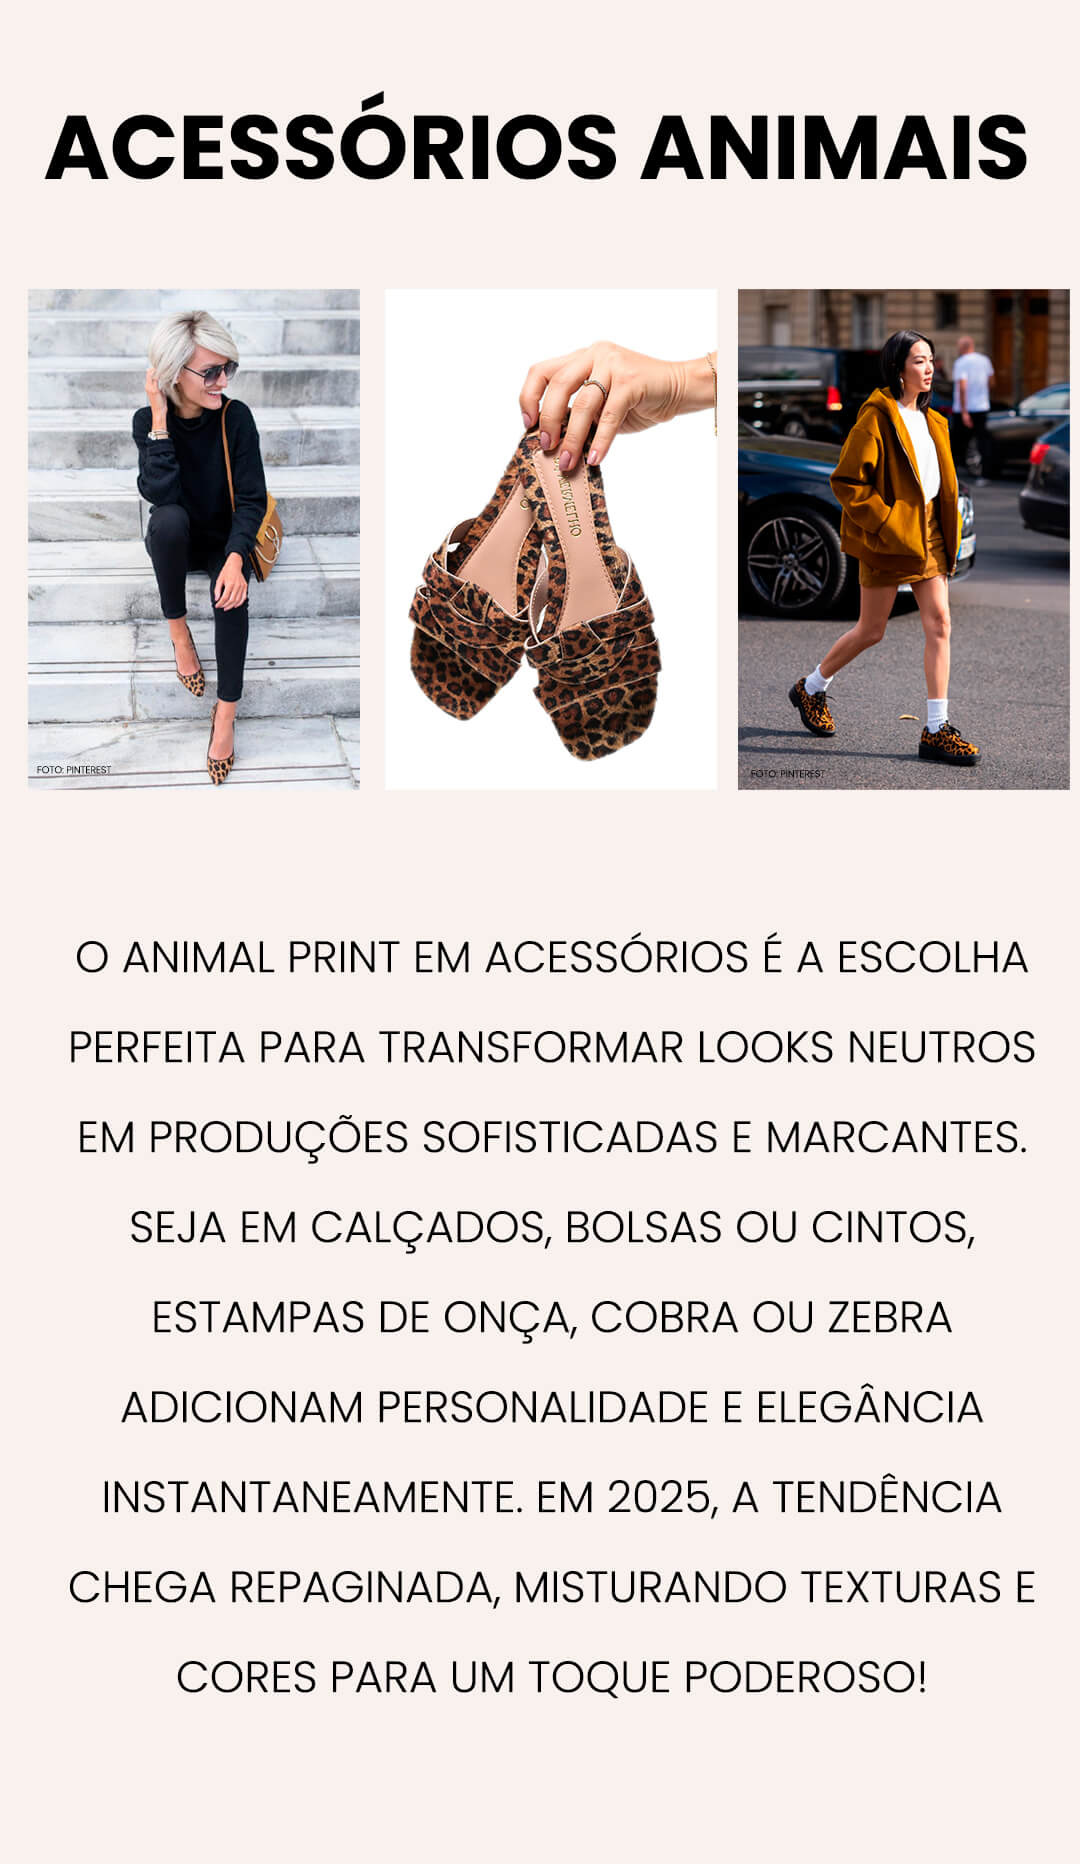 ACESSÓRIOS ANIMAIS
FOTO: PINTEREST
FOTO: PINTEREST
O ANIMAL PRINT EM ACESSÓRIOS É A ESCOLHA
PERFEITA PARA TRANSFORMAR LOOKS NEUTROS
EM PRODUÇÕES SOFISTICADAS E MARCANTES.
SEJA EM CALÇADOS, BOLSAS OU CINTOS,
ESTAMPAS DE ONÇA, COBRA OU ZEBRA
ADICIONAM PERSONALIDADE E ELEGÂNCIA
INSTANTANEAMENTE. EM 2025, A TENDÊNCIA
CHEGA REPAGINADA, MISTURANDO TEXTURAS E
CORES PARA UM TOQUE PODEROSO!